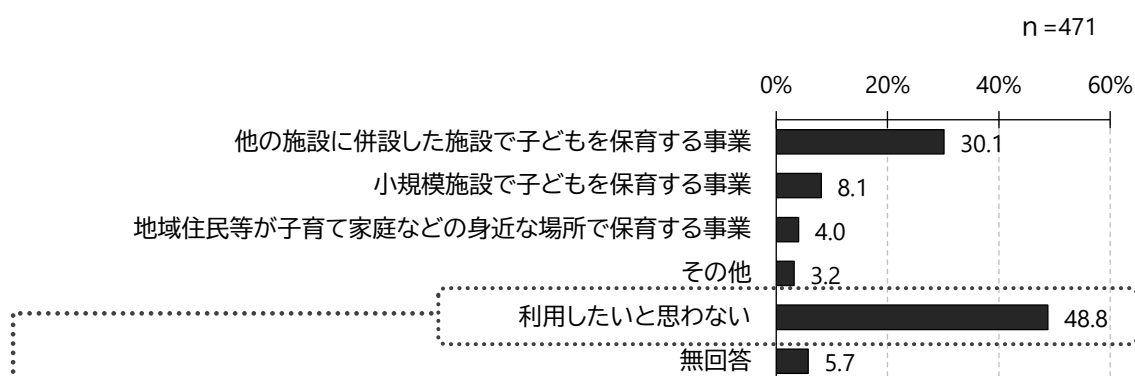 n=471
0% 20% 40% 60%
他の施設に併設した施設で子どもを保育する事業 30.1
小規模施設で子どもを保育する事業 8.1
地域住民等が子育て家庭などの身近な場所で保育する事業 4.0
その他 3.2
利用したいと思わない 48.8
無回答 5.7